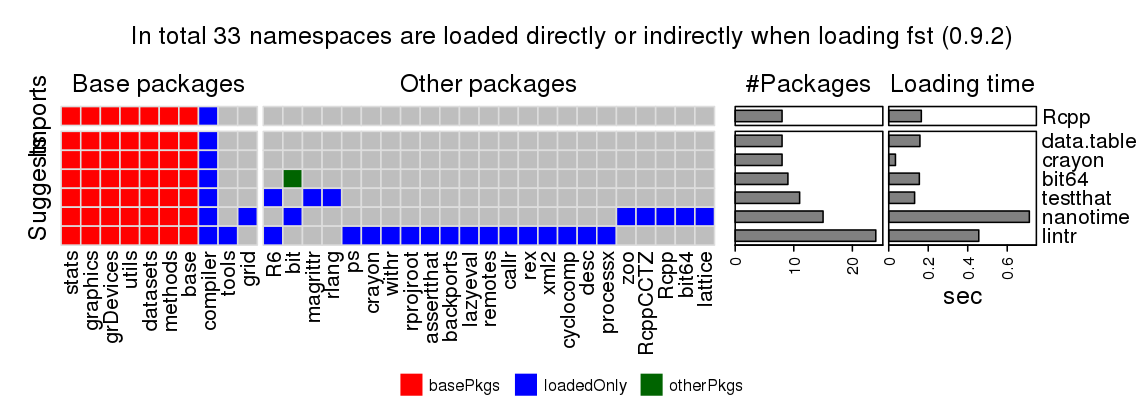 In total 33 namespaces are loaded directly or indirectly when loading fst (0.9.2)
Base packages
Other packages
#Packages
Loading time
Imports
Suggests
Rcpp
data.table
crayon
bit64
testthat
nanotime
lintr
stats
graphics
grDevices
utils
datasets
methods
base
compiler
tools
grid
R6
bit
magrittr
rlang
ps
crayon
withr
rprojroot
assertthat
backports
lazyeval
remotes
callr
rex
xml2
cyclocomp
desc
processx
zoo
RcppCCTZ
Rcpp
bit64
lattice
0
10
20
0
0.2
0.4
0.6
sec
basePkgs
loadedOnly
otherPkgs